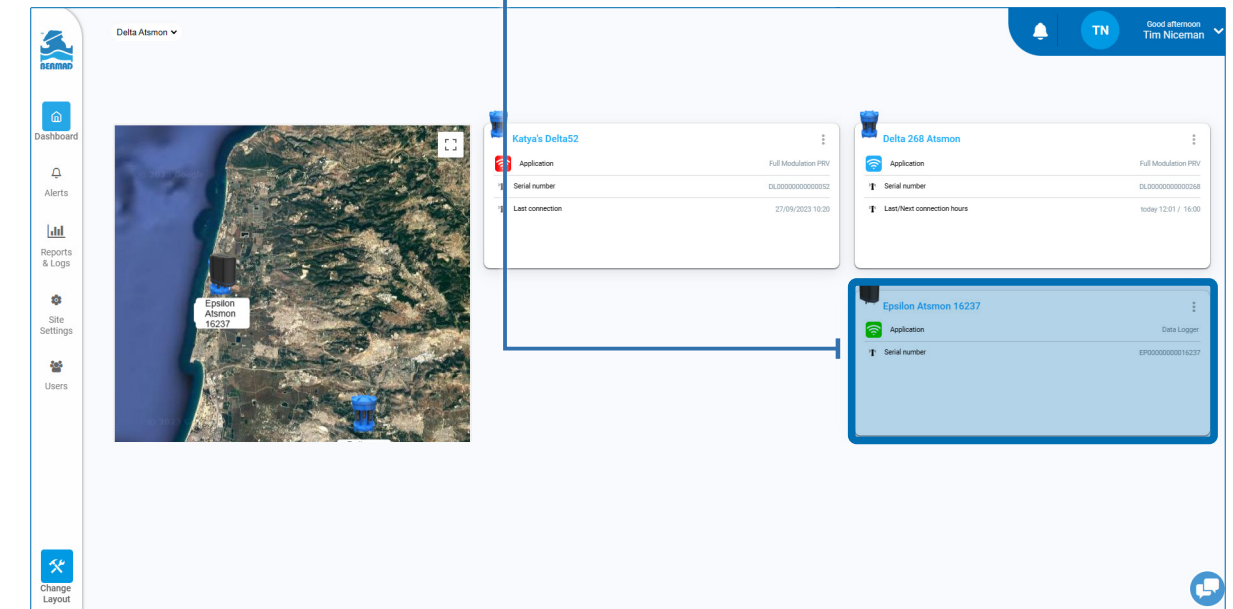 BERMAD
Delta Atsmon
TN
Good afternoon
Tim Niceman
Dashboard
Alerts
Reports
& Logs
Site
Settings
Users
Change
Layout
Epsilon
Atsmon
16237
Katya's Delta52
Application
Full Modulation PRV
Serial number
DL00000000000052
Last connection
27/09/2023 10:20
Delta 268 Atsmon
Application
Full Modulation PRV
Serial number
DL00000000000268
Last/Next connection hours
today 12:01 / 16:00
Epsilon Atsmon 16237
Application
Data Logger
Serial number
EP00000000016237